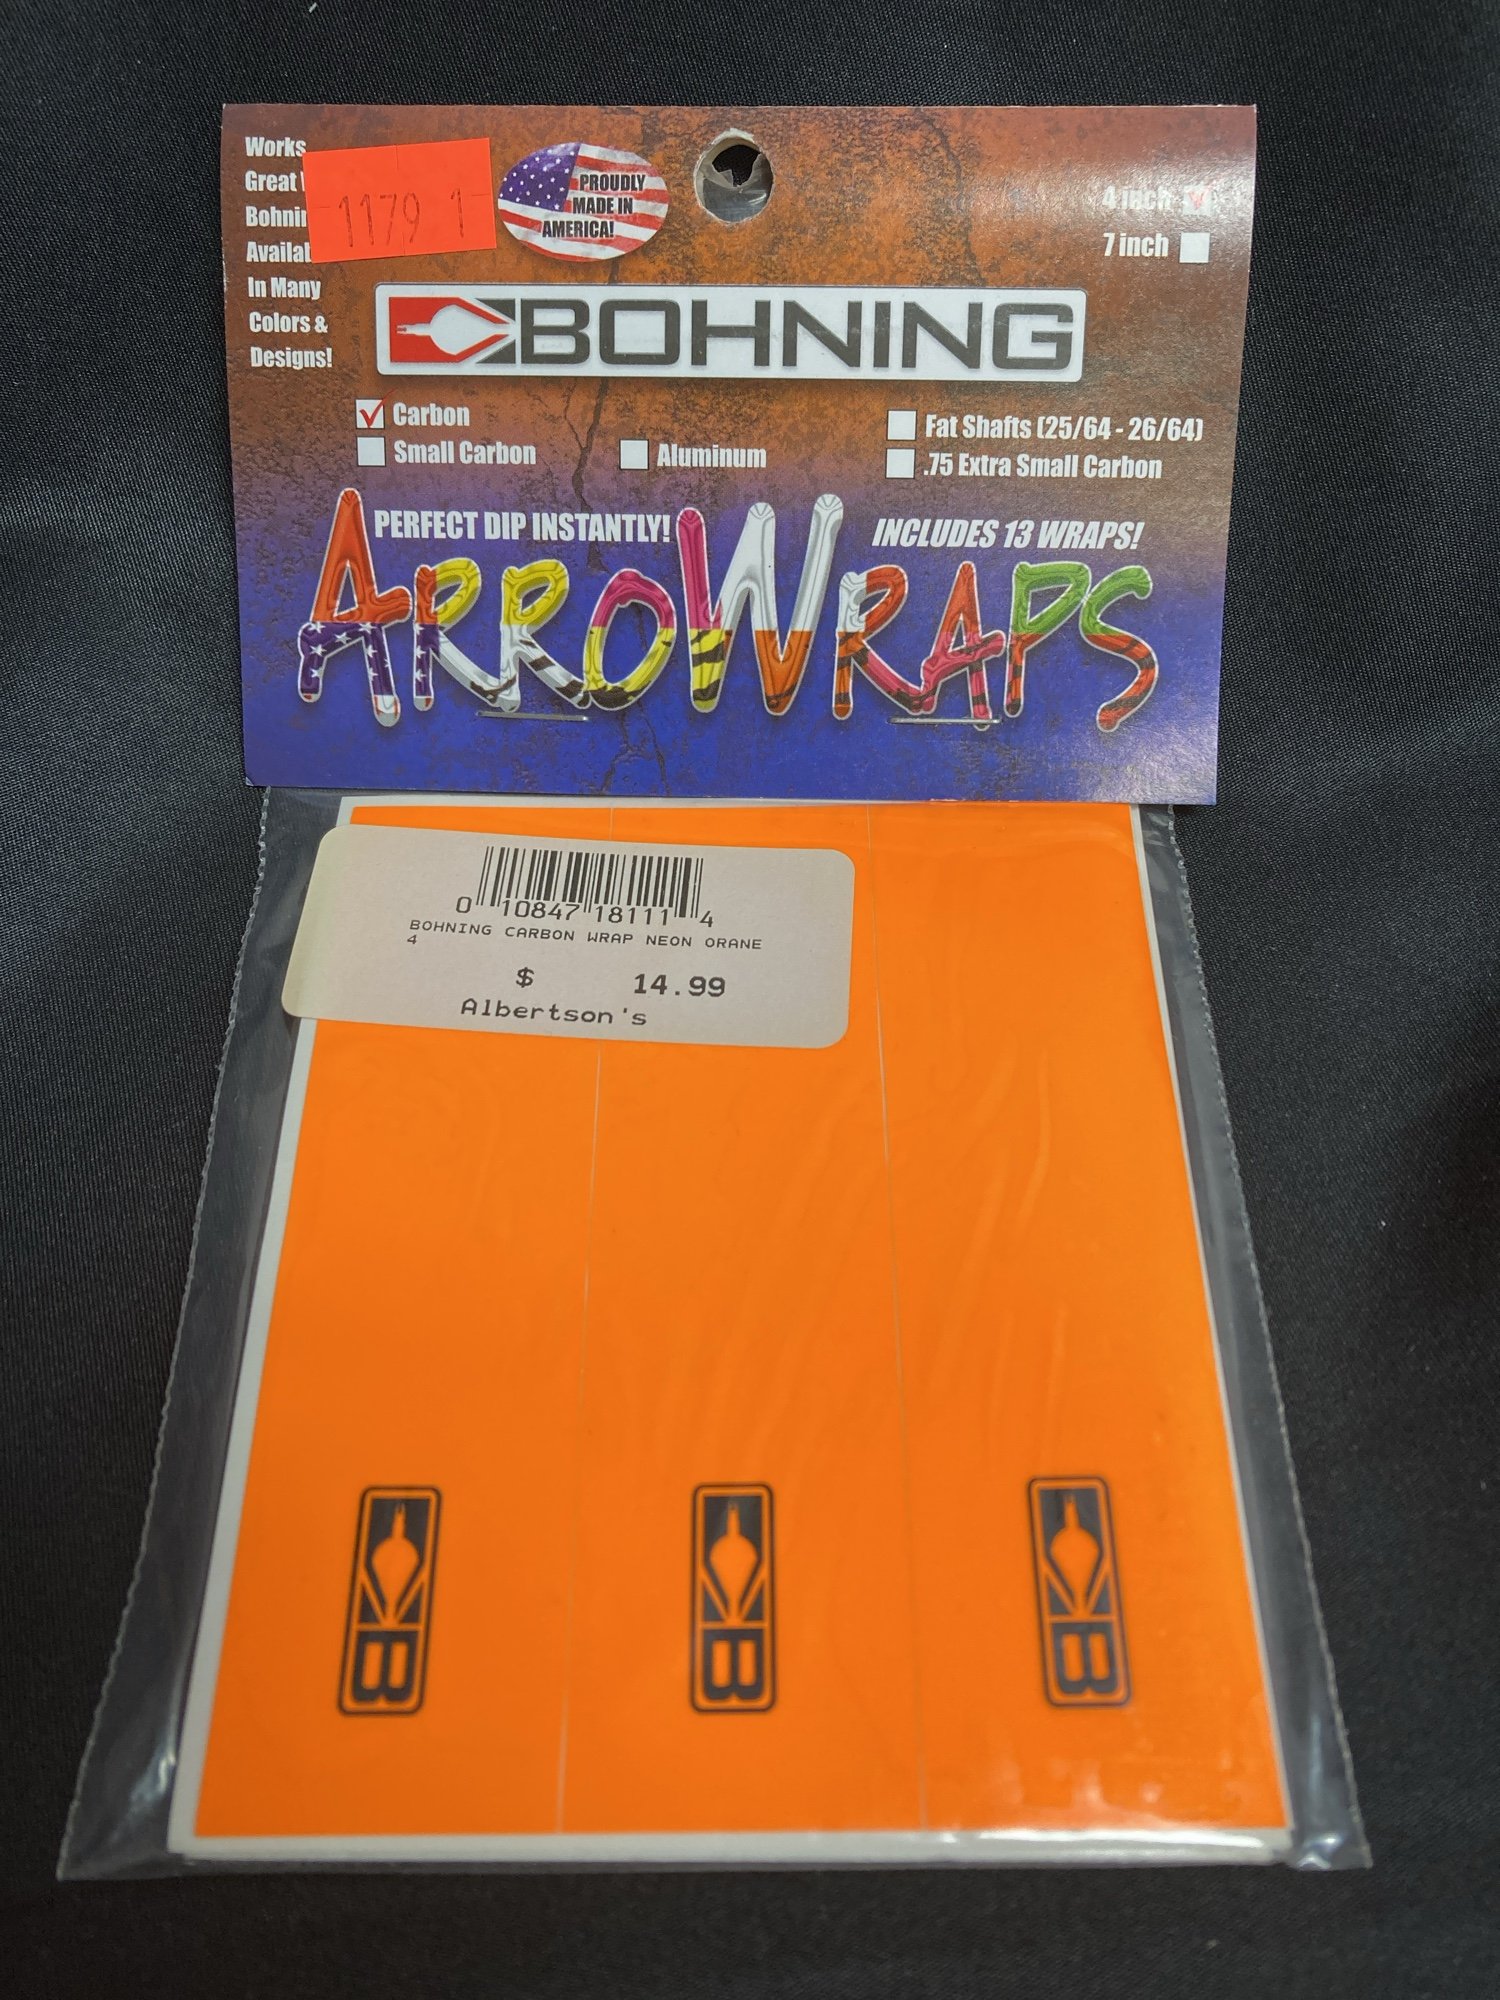 Works
Great
Bohnin
Availab
In Many
Colors &
Designs!
1179 1
PROUDLY
MADE IN
AMERICA!
4 inch
7 inch
BOHNING
Carbon
Small Carbon
Aluminum
Fat Shafts (25/64 - 26/64)
.75 Extra Small Carbon
PERFECT DIP INSTANTLY!
INCLUDES 13 WRAPS!
ARROWRAPS
0 10847 18111 4
BOHNING CARBON WRAP NEON ORANE
4
$ 14.99
Albertson's
B
B
B